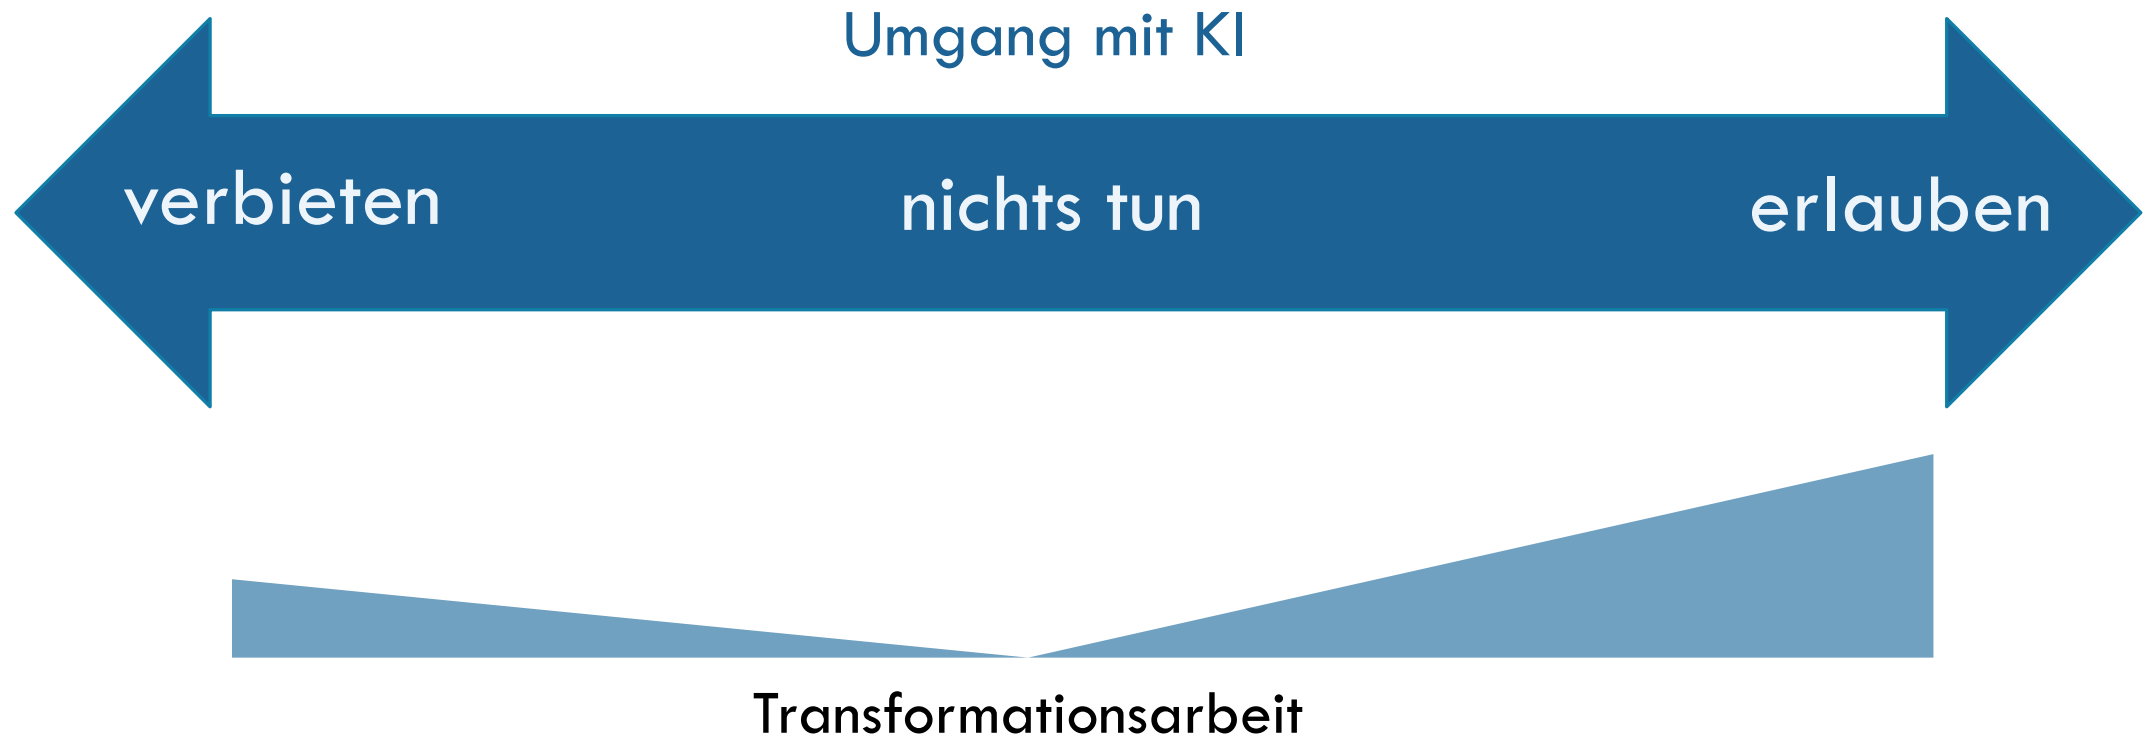 Umgang mit KI
verbieten nichts tun erlauben
Transformationsarbeit